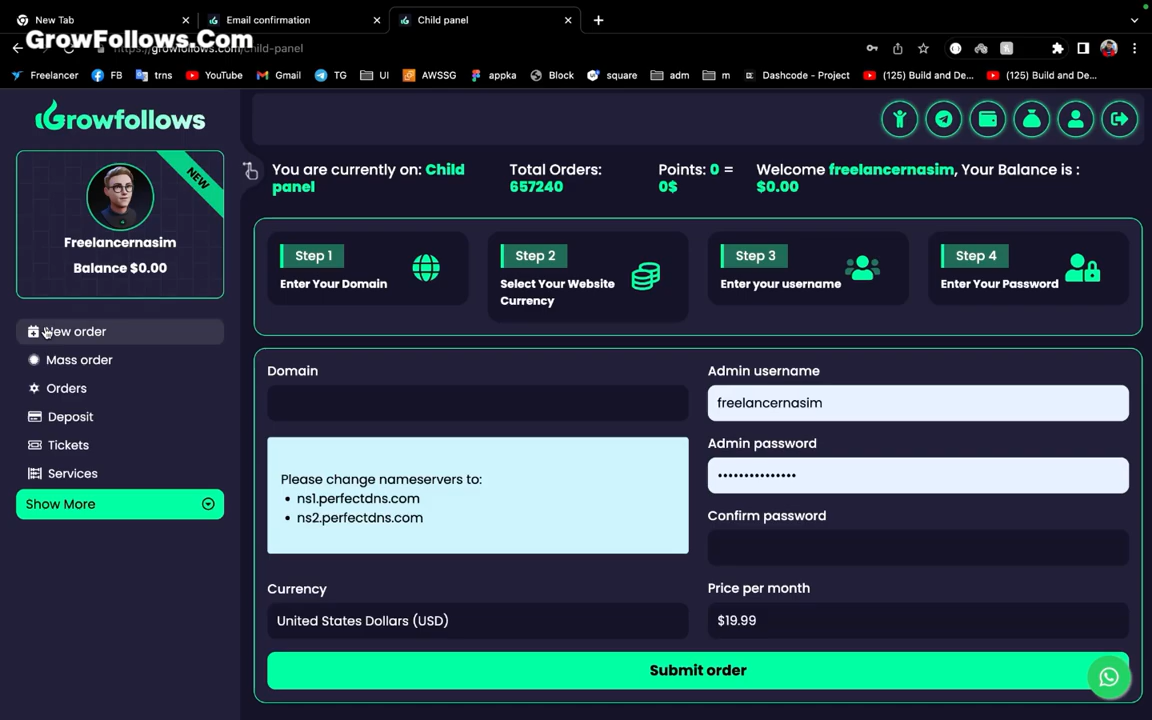 New Tab
Email confirmation
Child panel
GrowFollows.Com
https://growfollows.com/child-panel
Freelancer
FB
trns
YouTube
Gmail
TG
UI
AWSSG
appka
Block
square
adm
m
Dashcode - Project
(125) Build and De...
(125) Build and De...
Growfollows
NEW
Freelancernasim
Balance $0.00
New order
Mass order
Orders
Deposit
Tickets
Services
Show More
You are currently on: Child
panel
Total Orders:
657240
Points: 0 =
0$
Welcome freelancernasim, Your Balance is :
$0.00
Step 1
Enter Your Domain
Step 2
Select Your Website
Currency
Step 3
Enter your username
Step 4
Enter Your Password
Domain
Please change nameservers to:
• ns1.perfectdns.com
• ns2.perfectdns.com
Currency
United States Dollars (USD)
Admin username
freelancernasim
Admin password
•••••••••••••••
Confirm password
Price per month
$19.99
Submit order